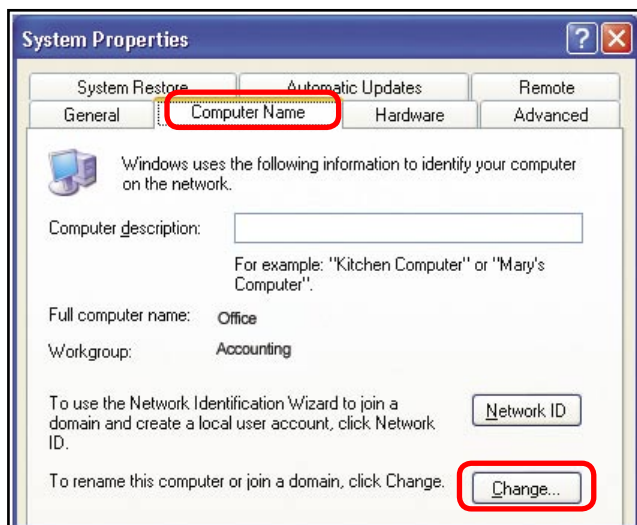 System Properties
?
System Restore Automatic Updates Remote
General Computer Name Hardware Advanced
Windows uses the following information to identify your computer
on the network.
Computer description:
For example: "Kitchen Computer" or "Mary's
Computer".
Full computer name: Office
Workgroup: Accounting
To use the Network Identification Wizard to join a
domain and create a local user account, click Network
ID.
Network ID
To rename this computer or join a domain, click Change.
Change...